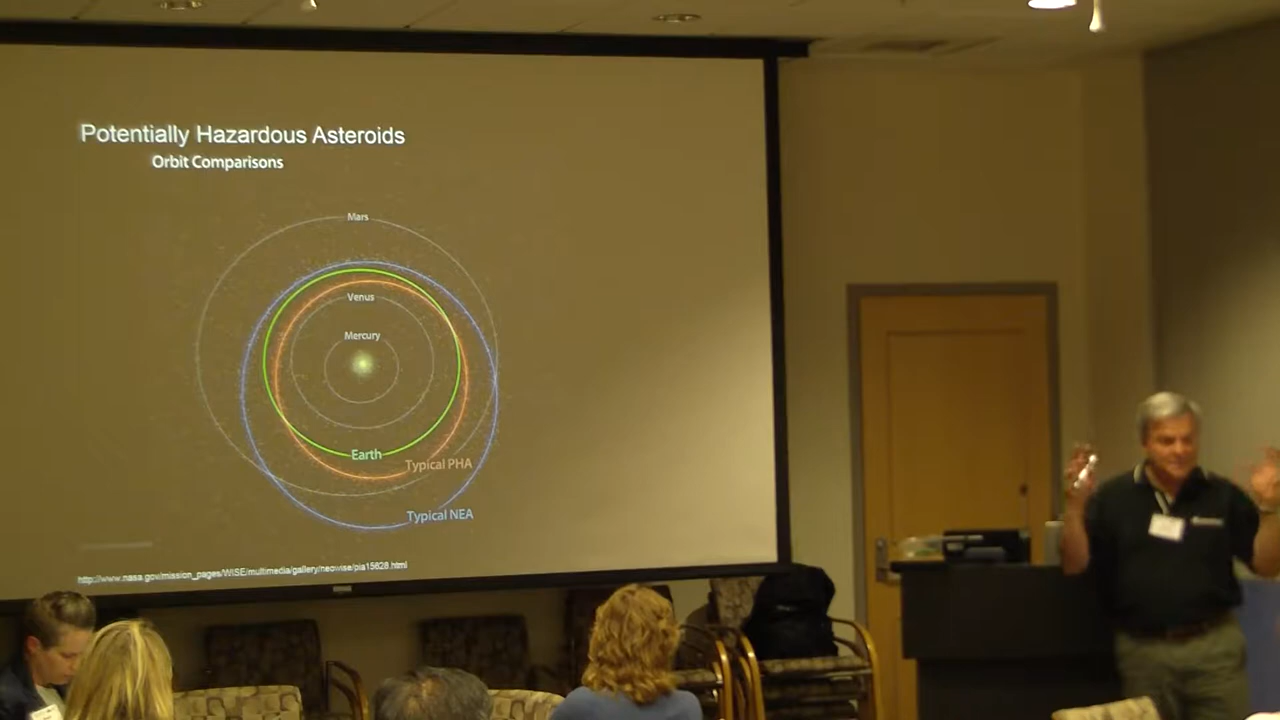 Potentially Hazardous Asteroids
Orbit Comparisons
Mars
Venus
Mercury
Earth
Typical PHA
Typical NEA
http://www.nasa.gov/mission_pages/WISE/multimedia/gallery/neowise/pia15628.html